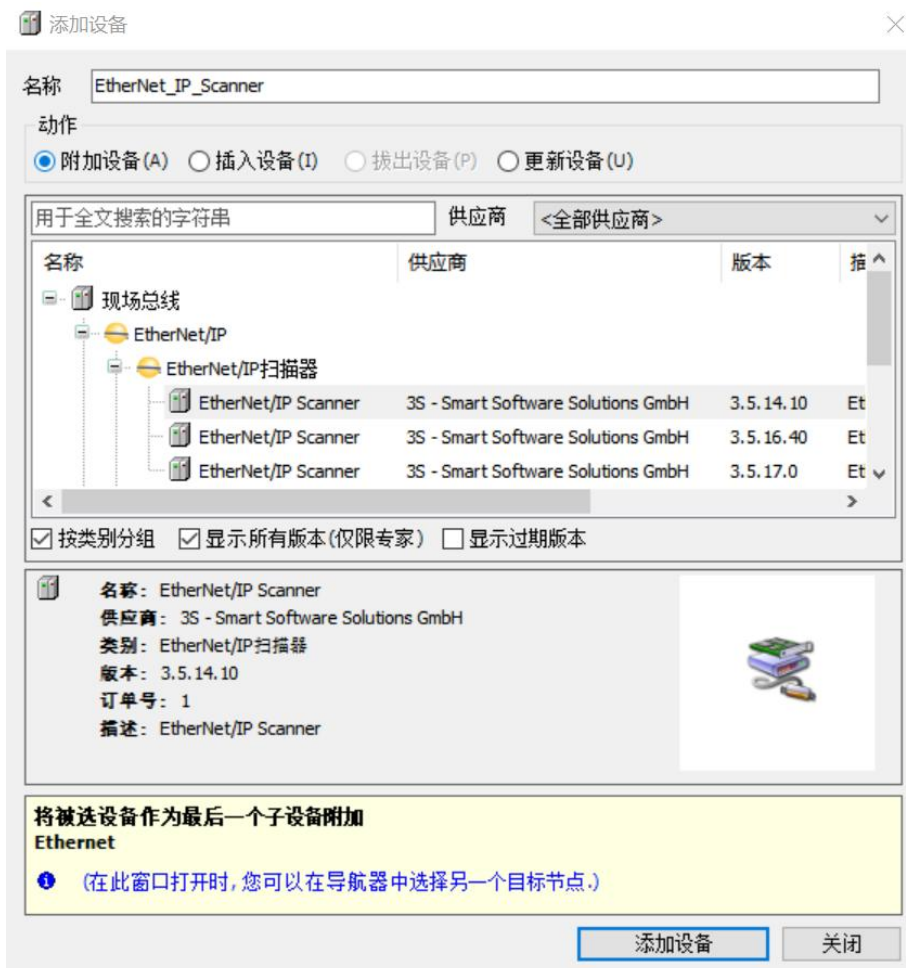 添加设备
名称 EtherNet_IP_Scanner
动作
附加设备(A) 插入设备(I) 拔出设备(P) 更新设备(U)
用于全文搜索的字符串 供应商 <全部供应商>
名称 供应商 版本 描
现场总线
EtherNet/IP
EtherNet/IP扫描器
EtherNet/IP Scanner 3S - Smart Software Solutions GmbH 3.5.14.10 Et
EtherNet/IP Scanner 3S - Smart Software Solutions GmbH 3.5.16.40 Et
EtherNet/IP Scanner 3S - Smart Software Solutions GmbH 3.5.17.0 Et
按类别分组 显示所有版本(仅限专家) 显示过期版本
名称: EtherNet/IP Scanner
供应商: 3S - Smart Software Solutions GmbH
类别: EtherNet/IP扫描器
版本: 3.5.14.10
订单号: 1
描述: EtherNet/IP Scanner
将被选设备作为最后一个子设备附加
Ethernet
(在此窗口打开时,您可以在导航器中选择另一个目标节点.)
添加设备 关闭